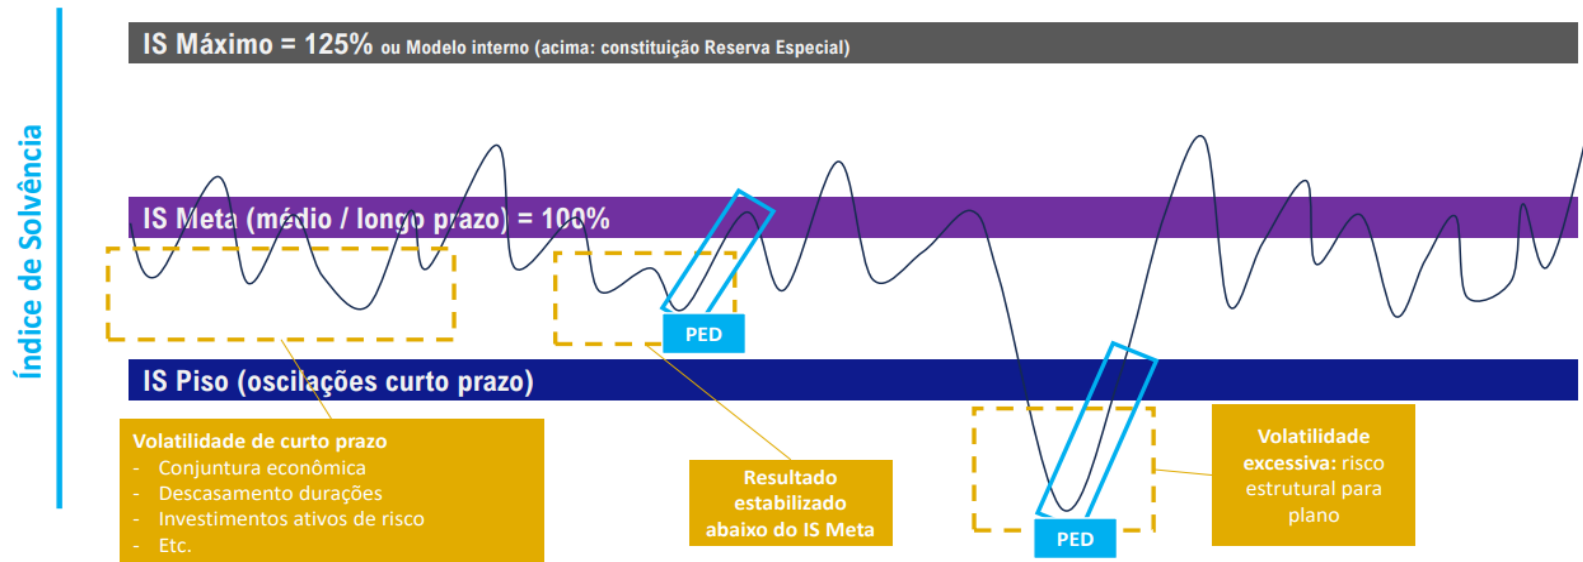 Índice de Solvência
IS Máximo = 125% ou Modelo interno (acima: constituição Reserva Especial)
IS Meta (médio / longo prazo) = 100%
PED
IS Piso (oscilações curto prazo)
Volatilidade de curto prazo
- Conjuntura econômica
- Descasamento durações
- Investimentos ativos de risco
- Etc.
Resultado
estabilizado
abaixo do IS Meta
PED
Volatilidade
excessiva: risco
estrutural para
plano